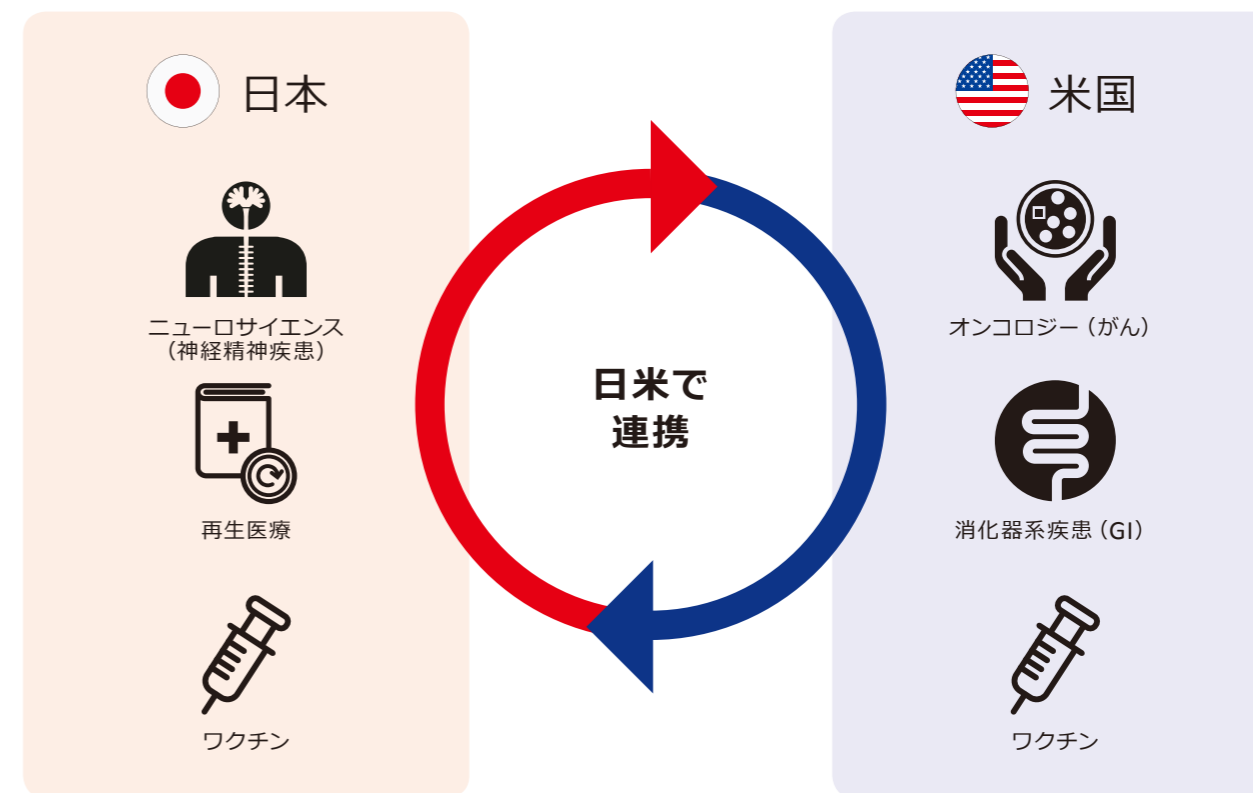 日本
ニューロサイエンス
（神経精神疾患）
再生医療
ワクチン
日米で
連携
米国
オンコロジー（がん）
消化器系疾患（GI）
ワクチン